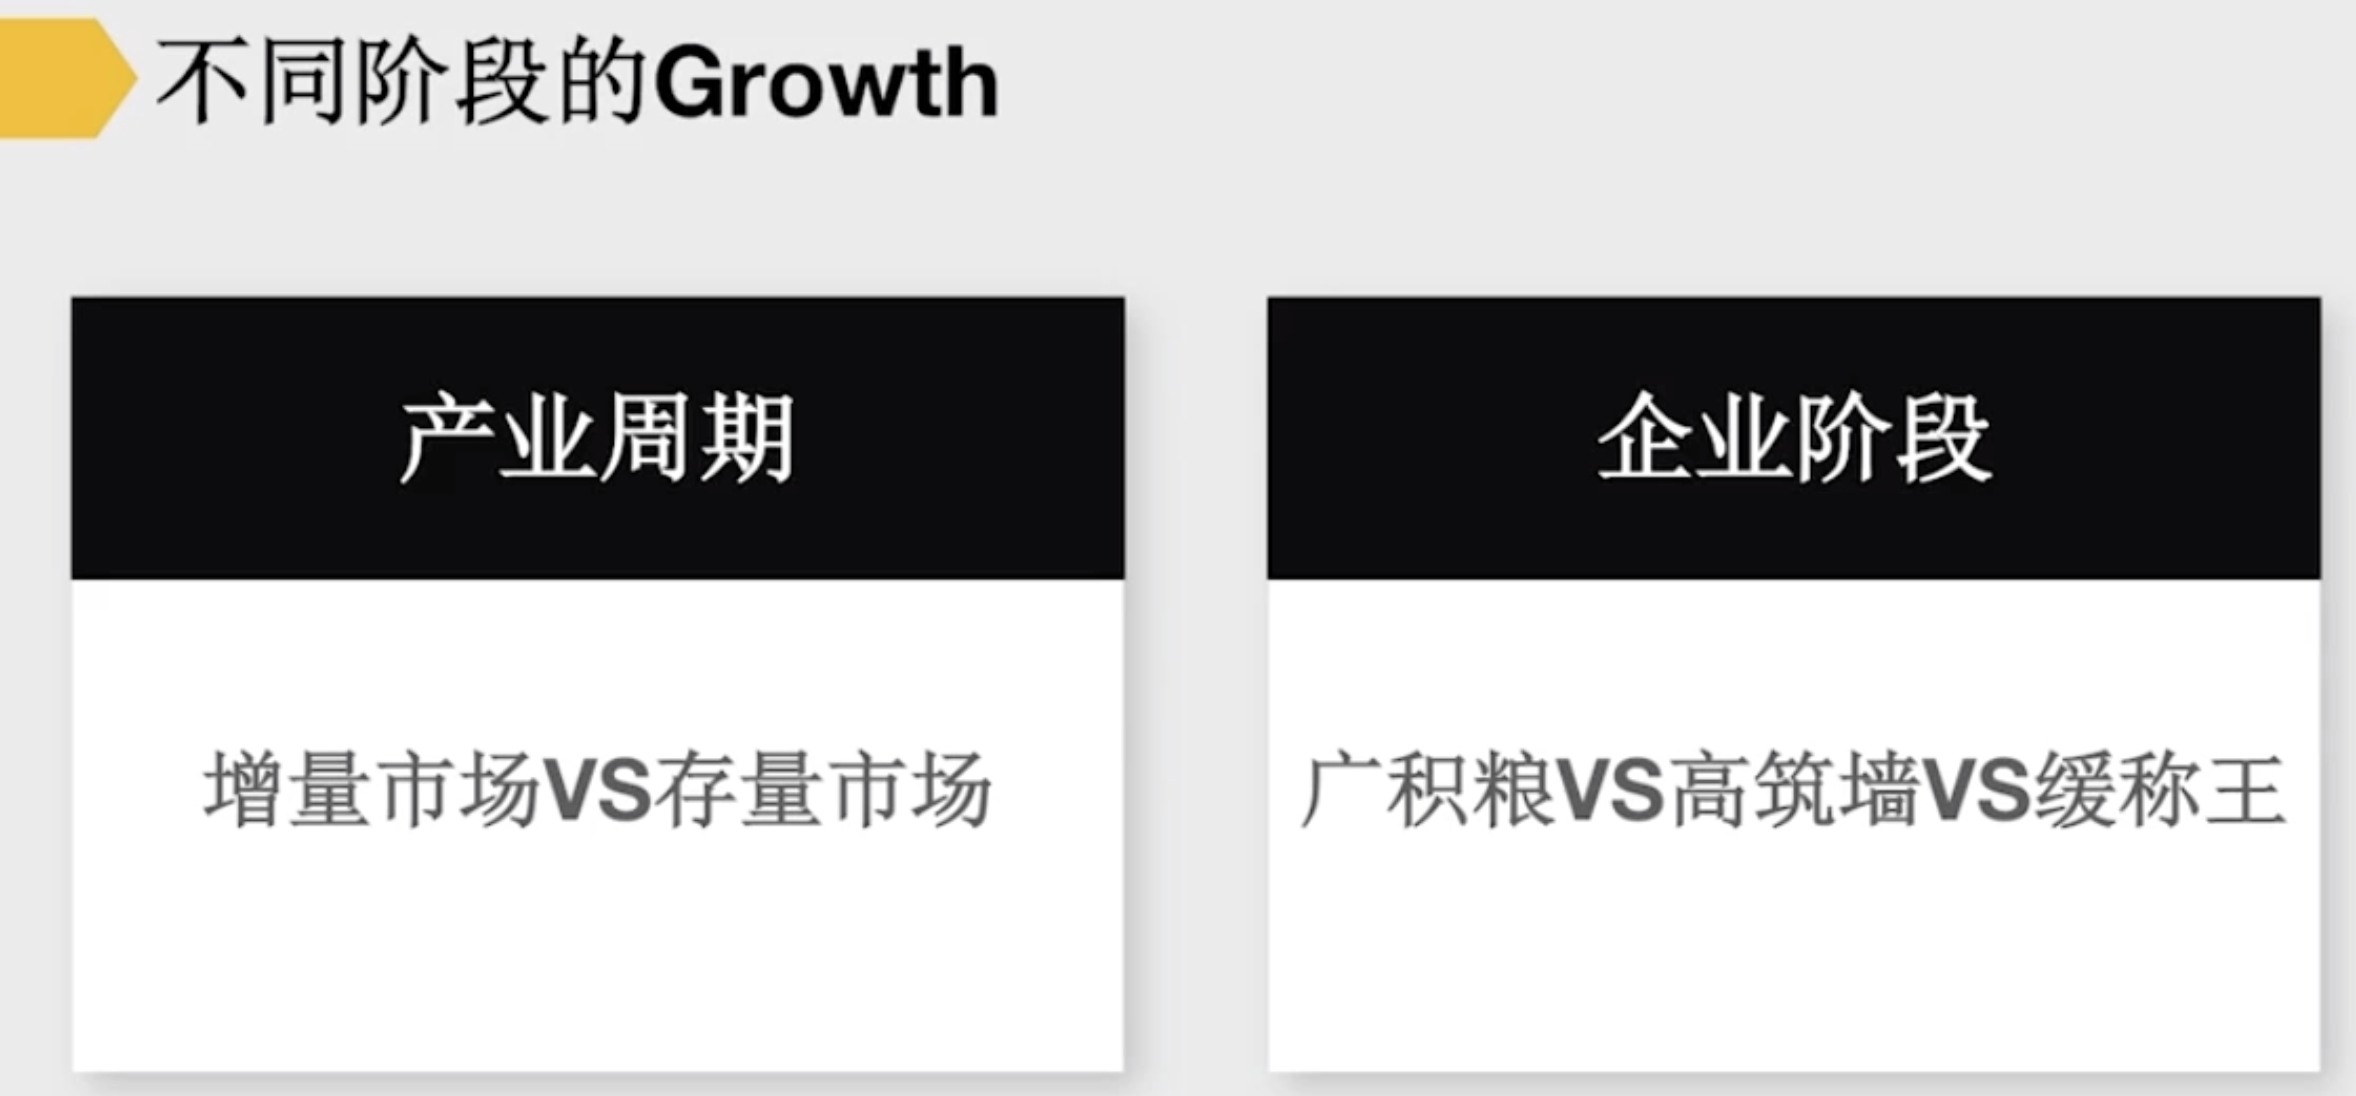 不同阶段的Growth
产业周期
增量市场VS存量市场
企业阶段
广积粮VS高筑墙VS缓称王